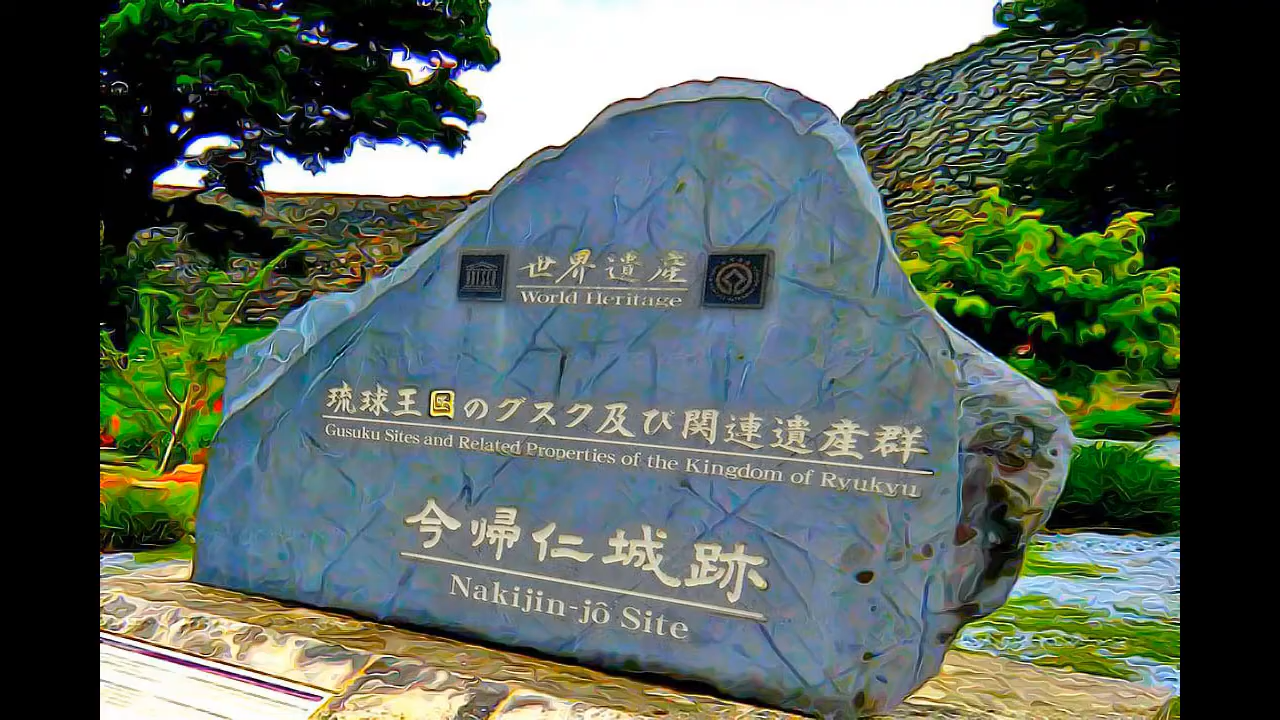 世界遺産
World Heritage
琉球王国のグスク及び関連遺産群
Gusuku Sites and Related Properties of the Kingdom of Ryukyu
今帰仁城跡
Nakijin-jô Site